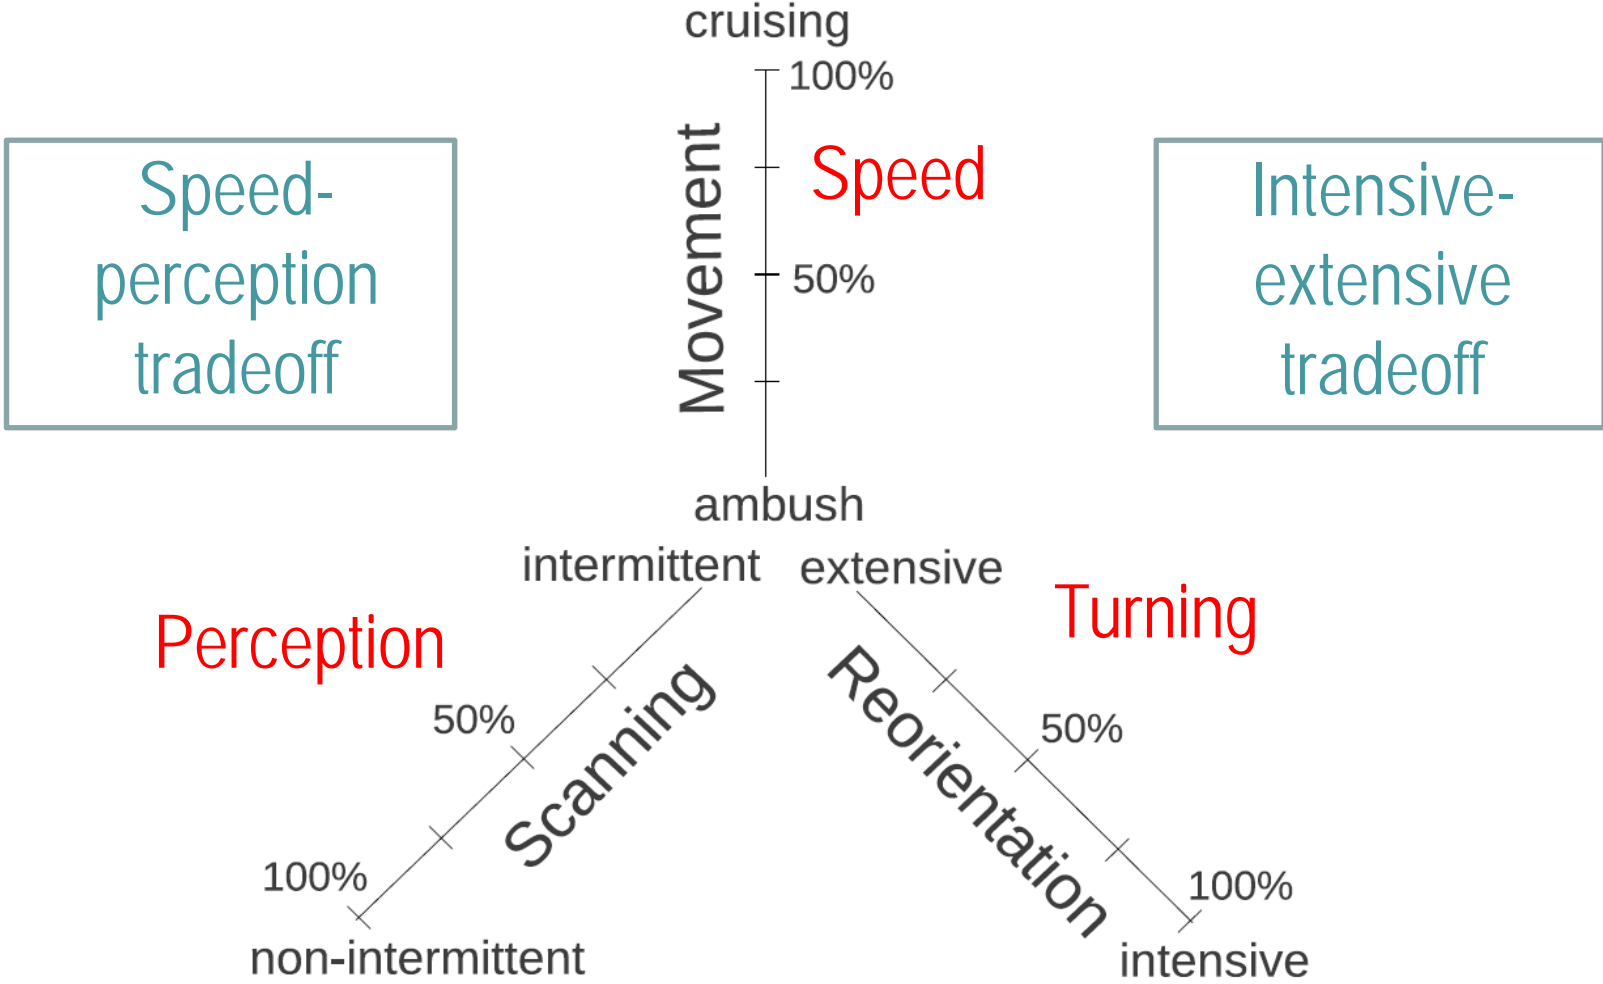 cruising
100%
Movement
Speed
50%
ambush
Speed-
perception
tradeoff
Intensive-
extensive
tradeoff
intermittent
Perception
Scanning
50%
100%
non-intermittent
extensive
Turning
Reorientation
50%
100%
intensive